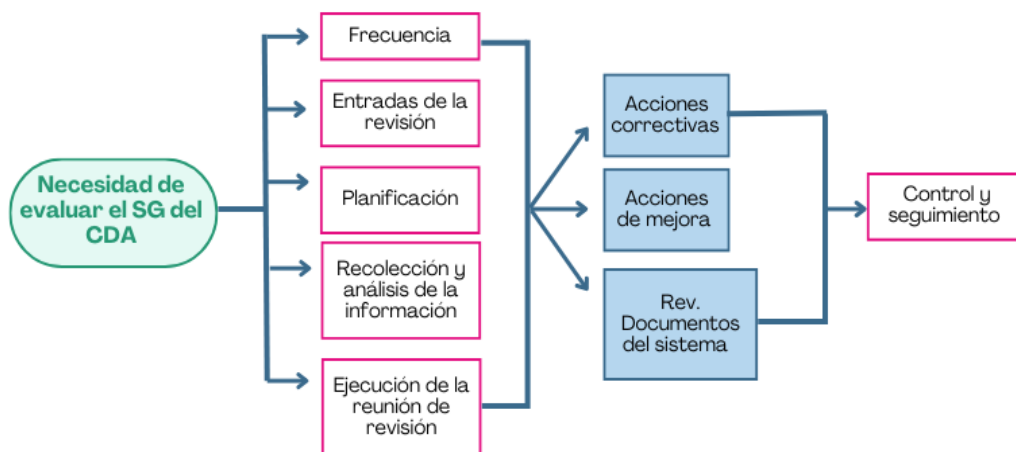 Necesidad de
evaluar el SG del
CDA
Frecuencia
Entradas de la
revisión
Planificación
Recolección y
análisis de la
información
Ejecución de la
reunión de
revisión
Acciones
correctivas
Acciones
de mejora
Rev.
Documentos
del sistema
Control y
seguimiento